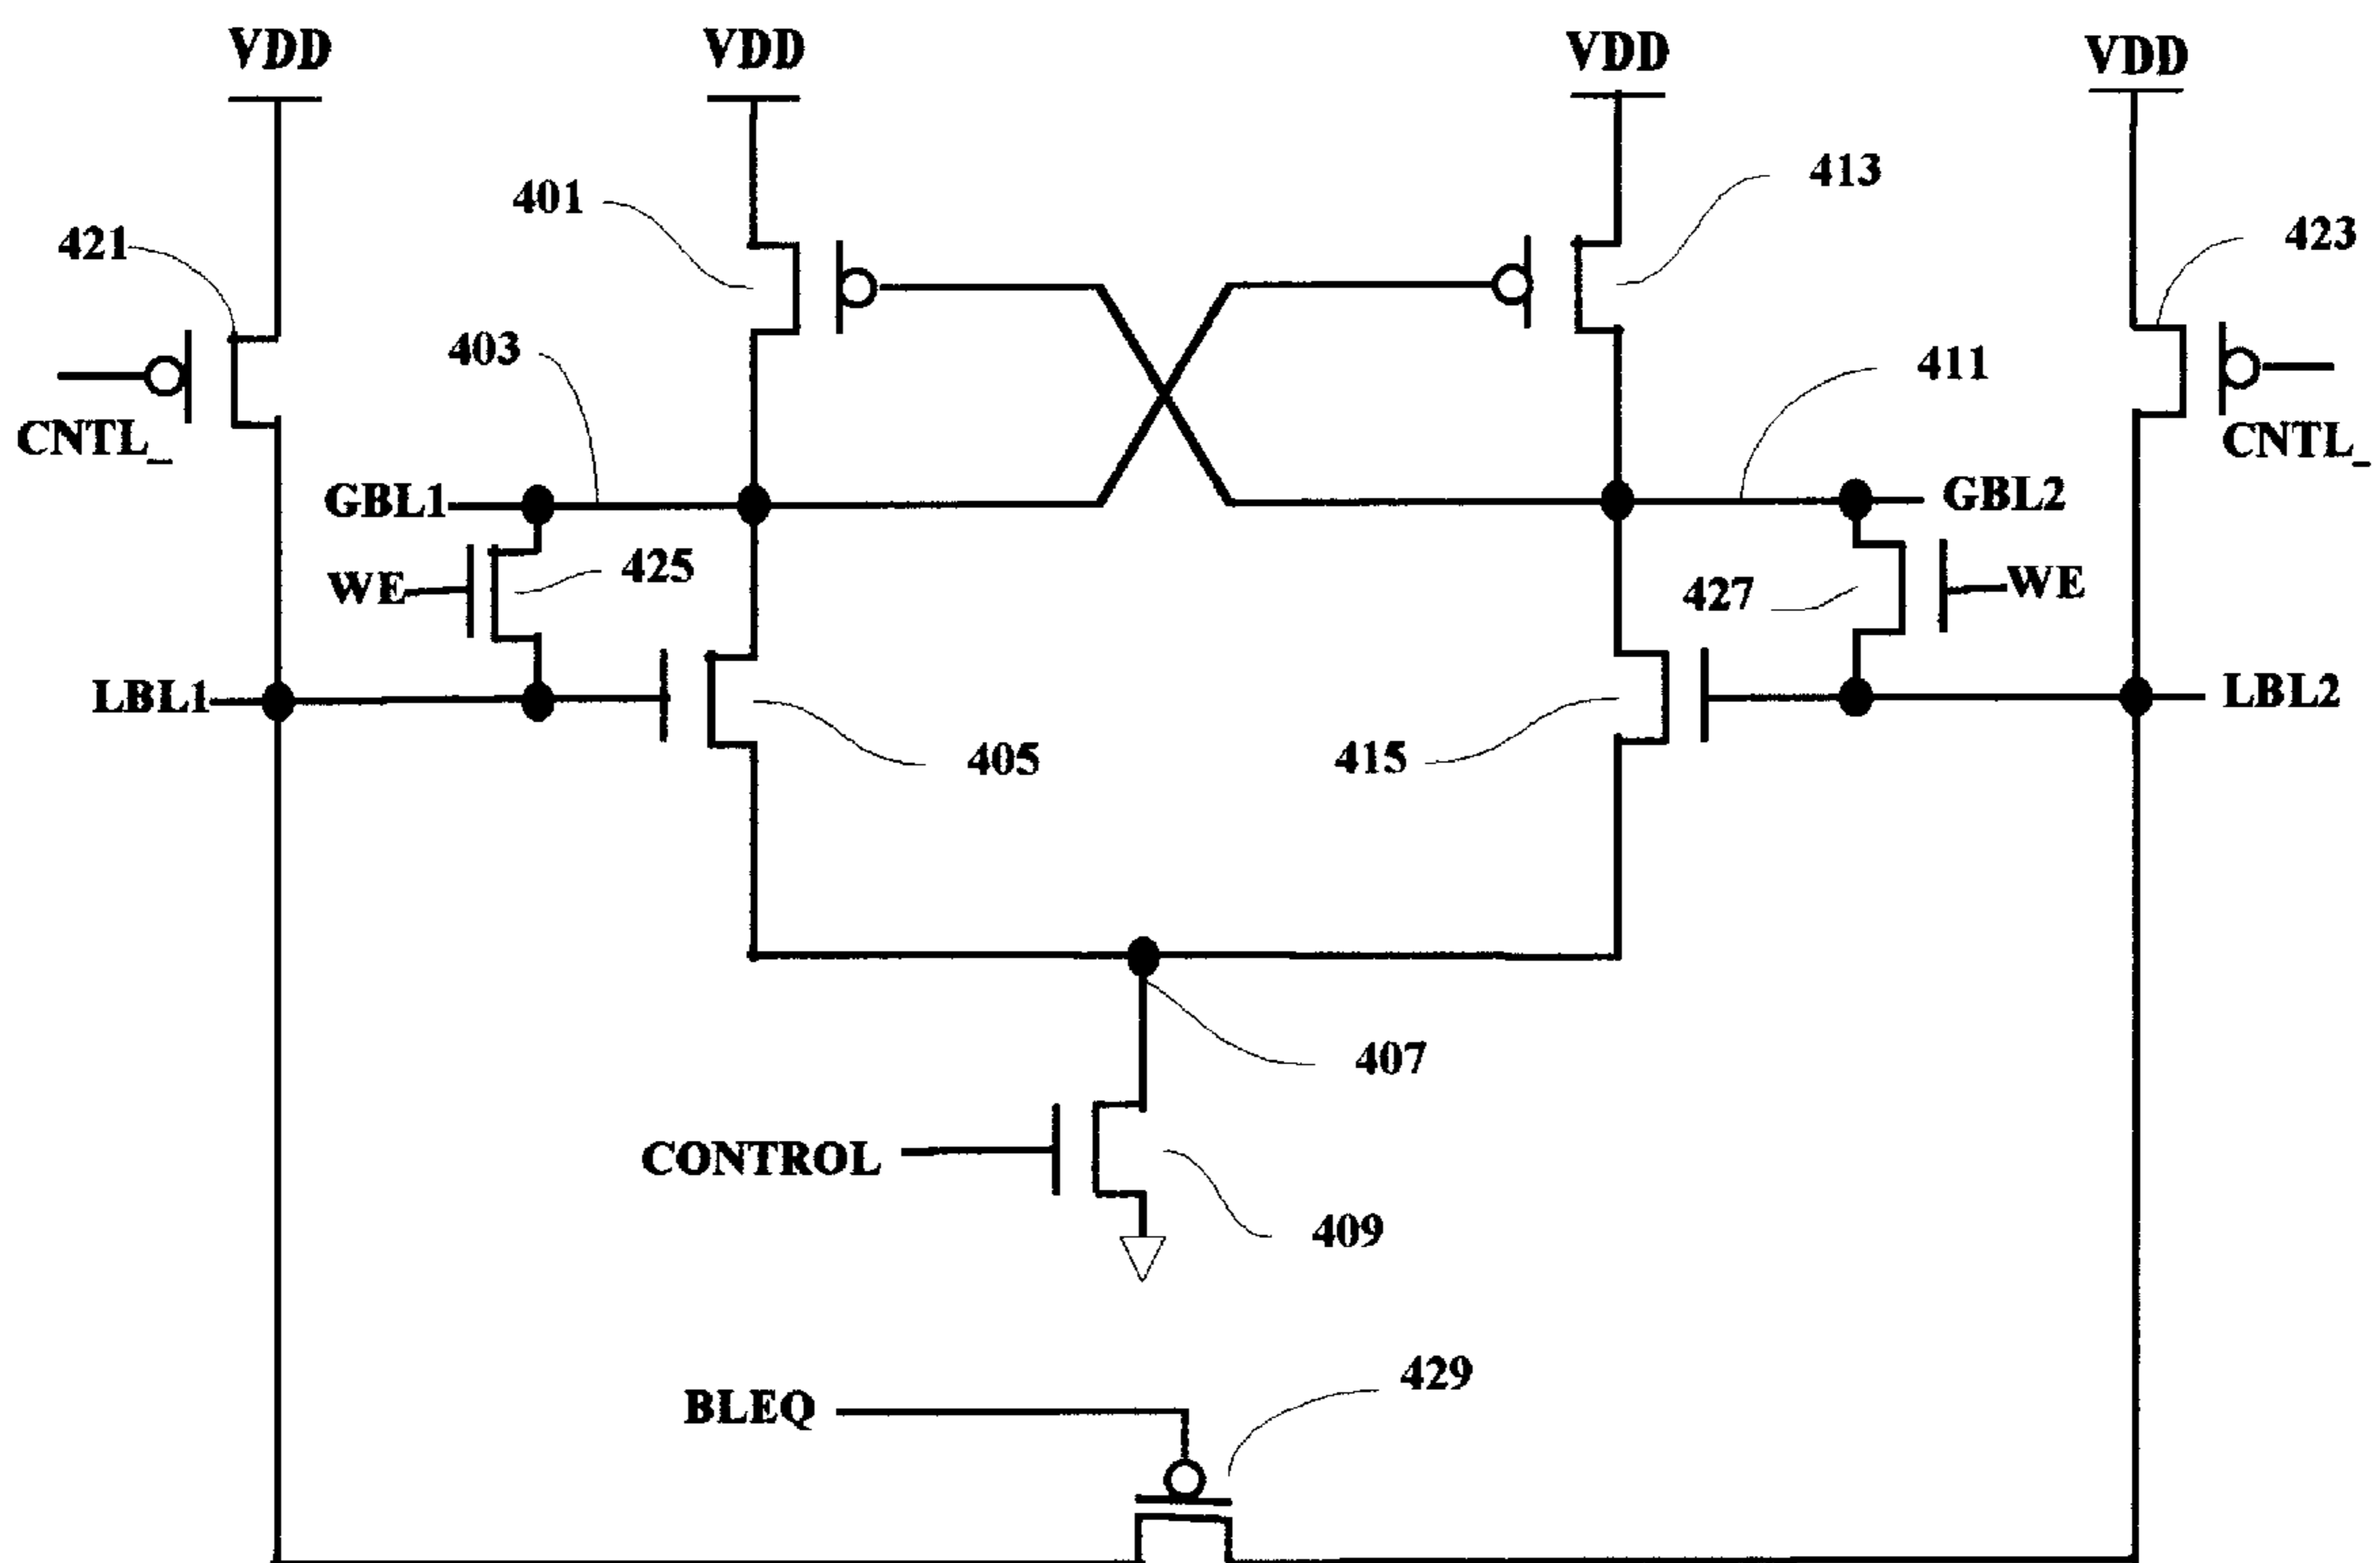 VDD
VDD
VDD
VDD
401
413
421
423
403
411
CNTL_
CNTL_
GBL1
GBL2
WE
425
427
WE
LBL1
LBL2
405
415
407
CONTROL
409
BLEQ
429